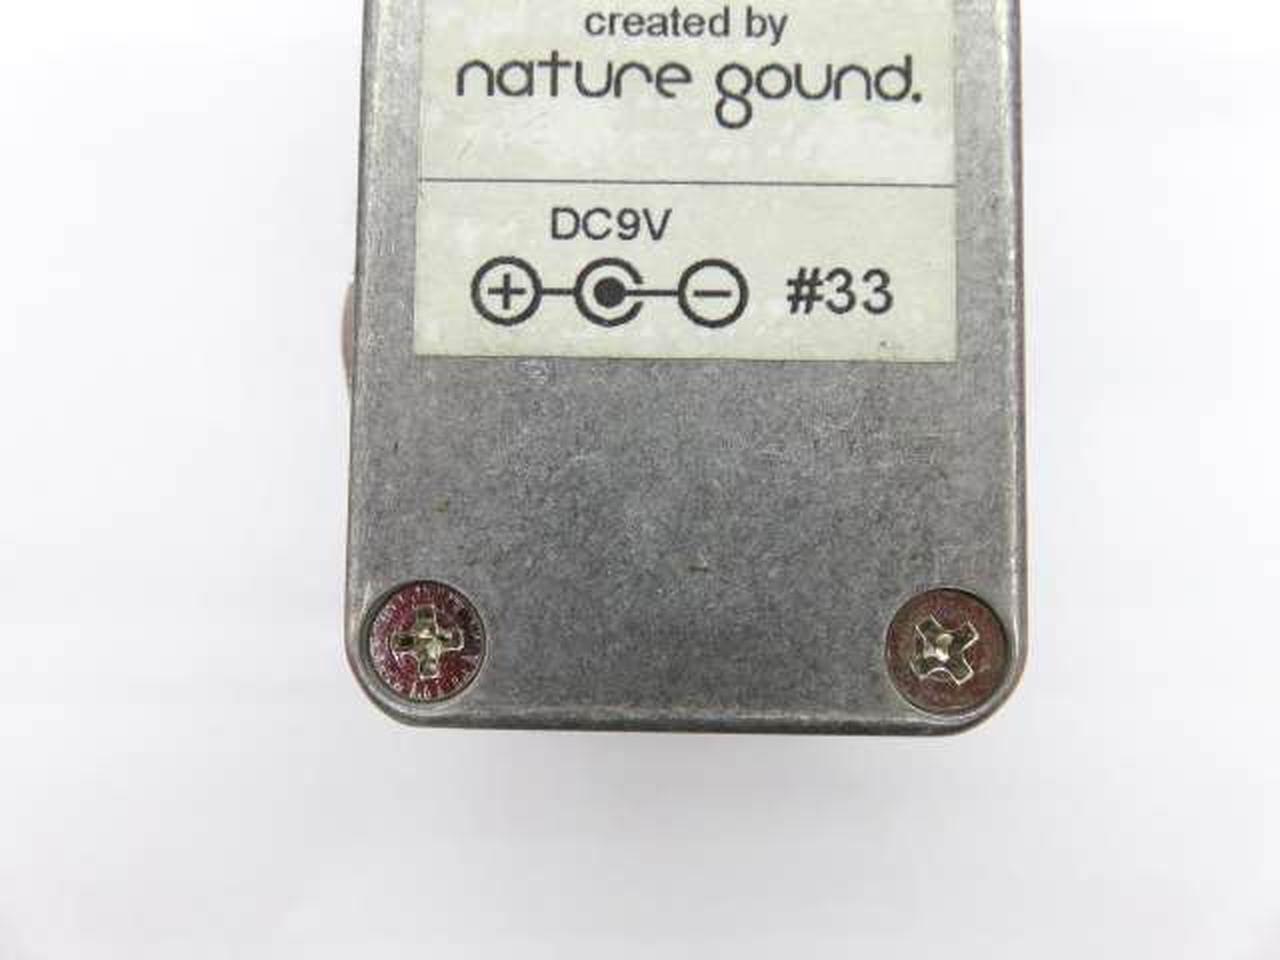 created by
nature gound.
DC9V
#33